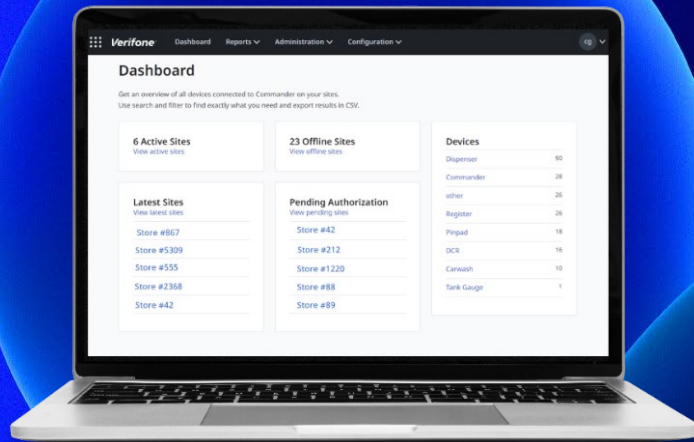 Verifone Dashboard Reports Administration Configuration cg
Dashboard
Get an overview of all devices connected to Commander on your sites.
Use search and filter to find exactly what you need and export results in CSV.
6 Active Sites
View active sites
23 Offline Sites
View offline sites
Latest Sites
View latest sites
Store #867
Store #5309
Store #555
Store #2368
Store #42
Pending Authorization
View pending sites
Store #42
Store #212
Store #1220
Store #88
Store #89
Devices
Dispenser 50
Commander 28
other 26
Register 26
Pinpad 18
DCR 16
Carwash 10
Tank Gauge 1